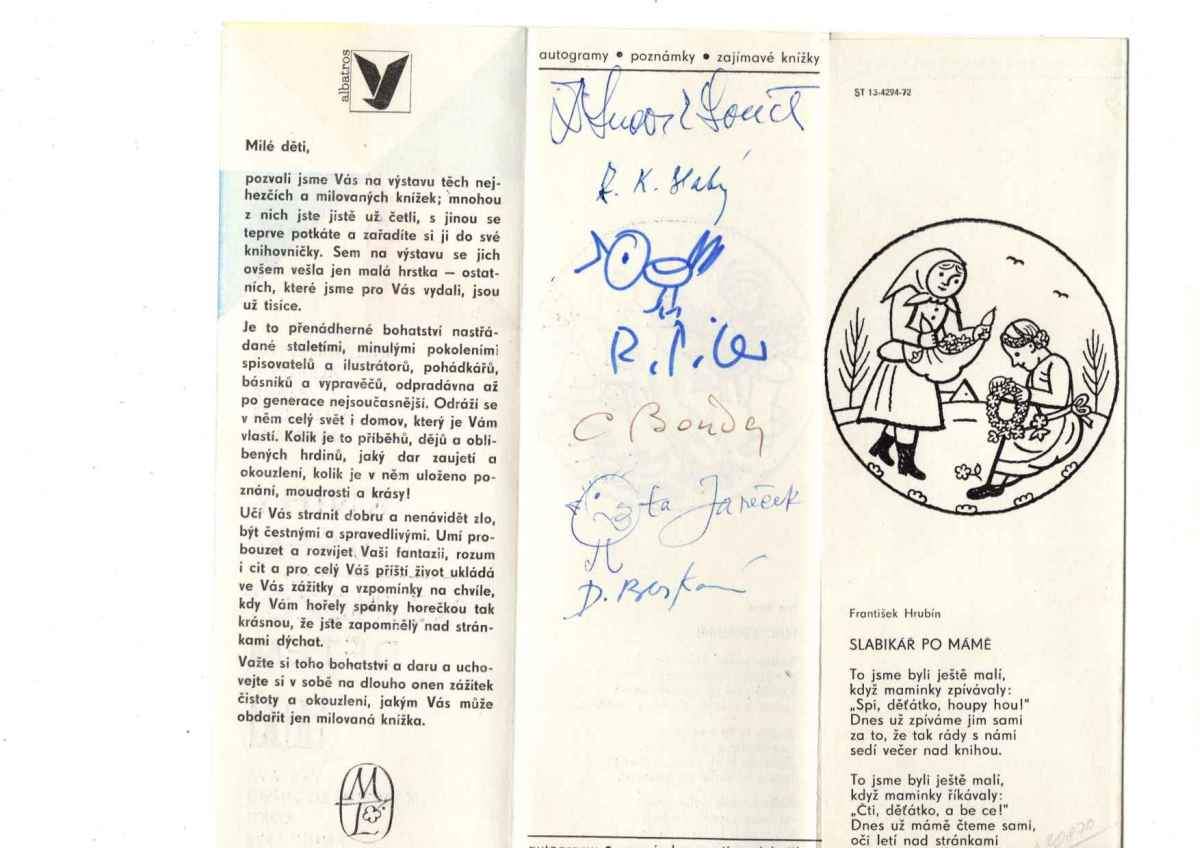 albatros
Milé děti,
pozvali jsme Vás na výstavu těch nej-
hezčích a milovaných knížek; mnohou
z nich jste jistě už četli, s jinou se
teprve potkáte a zařadíte si ji do své
knihovničky. Sem na výstavu se jich
ovšem vešla jen malá hrstka — ostat-
ních, které jsme pro Vás vydali, jsou
už tisíce.
Je to přenádherné bohatství nastřá-
dané staletími, minulými pokoleními
spisovatelů a ilustrátorů, pohádkářů,
básníků a vypravěčů, odpradávna až
po generace nejsoučasnější. Odráží se
v něm celý svět i domov, který je Vám
vlastí. Kolik je to příběhů, dějů a oblí-
bených hrdinů, jaký dar zaujetí a
okouzlení, kolik je v něm uloženo po-
znání, moudrosti a krásy!
Učí Vás stranit dobru a nenávidět zlo,
být čestnými a spravedlivými. Umí pro-
bouzet a rozvíjet Vaši fantazii, rozum
i cit a pro celý Váš příští život ukládá
ve Vás zážitky a vzpomínky na chvíle,
kdy Vám hořely spánky horečkou tak
krásnou, že jste zapomněly nad strán-
kami dýchat.
Važte si toho bohatství a daru a ucho-
vejte si v sobě na dlouho onen zážitek
čistoty a okouzlení, jakým Vás může
obdařit jen milovaná knížka.
autogramy • poznámky • zajímavé knížky
C Bouda
ta Janeček
ST 13-4294-72
František Hrubín
SLABIKÁŘ PO MÁMĚ
To jsme byli ještě malí,
když maminky zpívávaly:
„Spi, děťátko, houpy hou!"
Dnes už zpíváme jim sami
za to, že tak rády s námi
sedí večer nad knihou.
To jsme byli ještě malí,
když maminky říkávaly:
„Čti, děťátko, a be ce!"
Dnes už mámě čteme sami,
očí letí nad stránkami